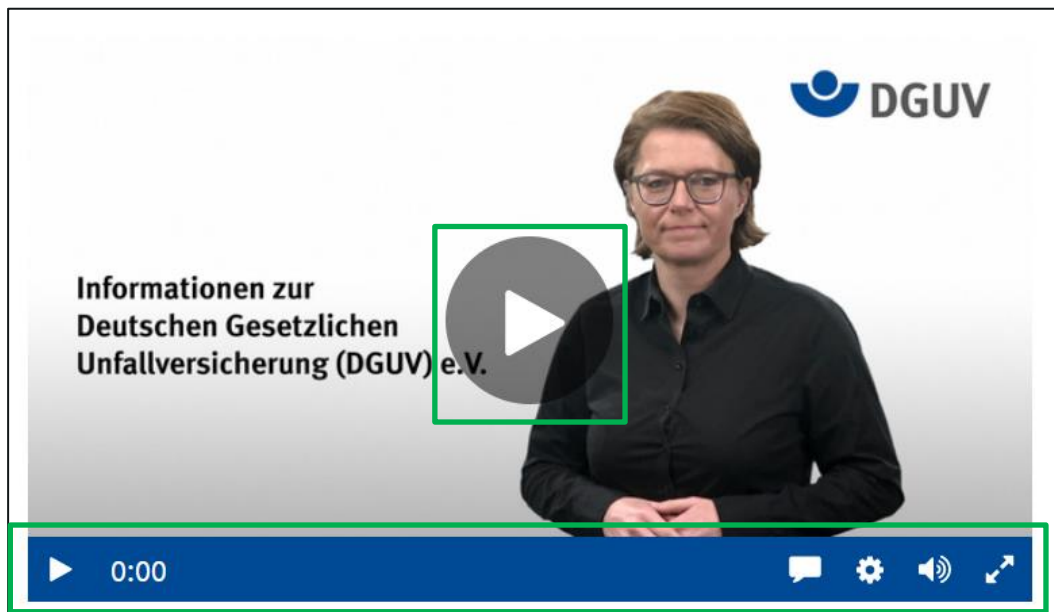 DGUV
Informationen zur
Deutschen Gesetzlichen
Unfallversicherung (DGUV) e.V.
0:00